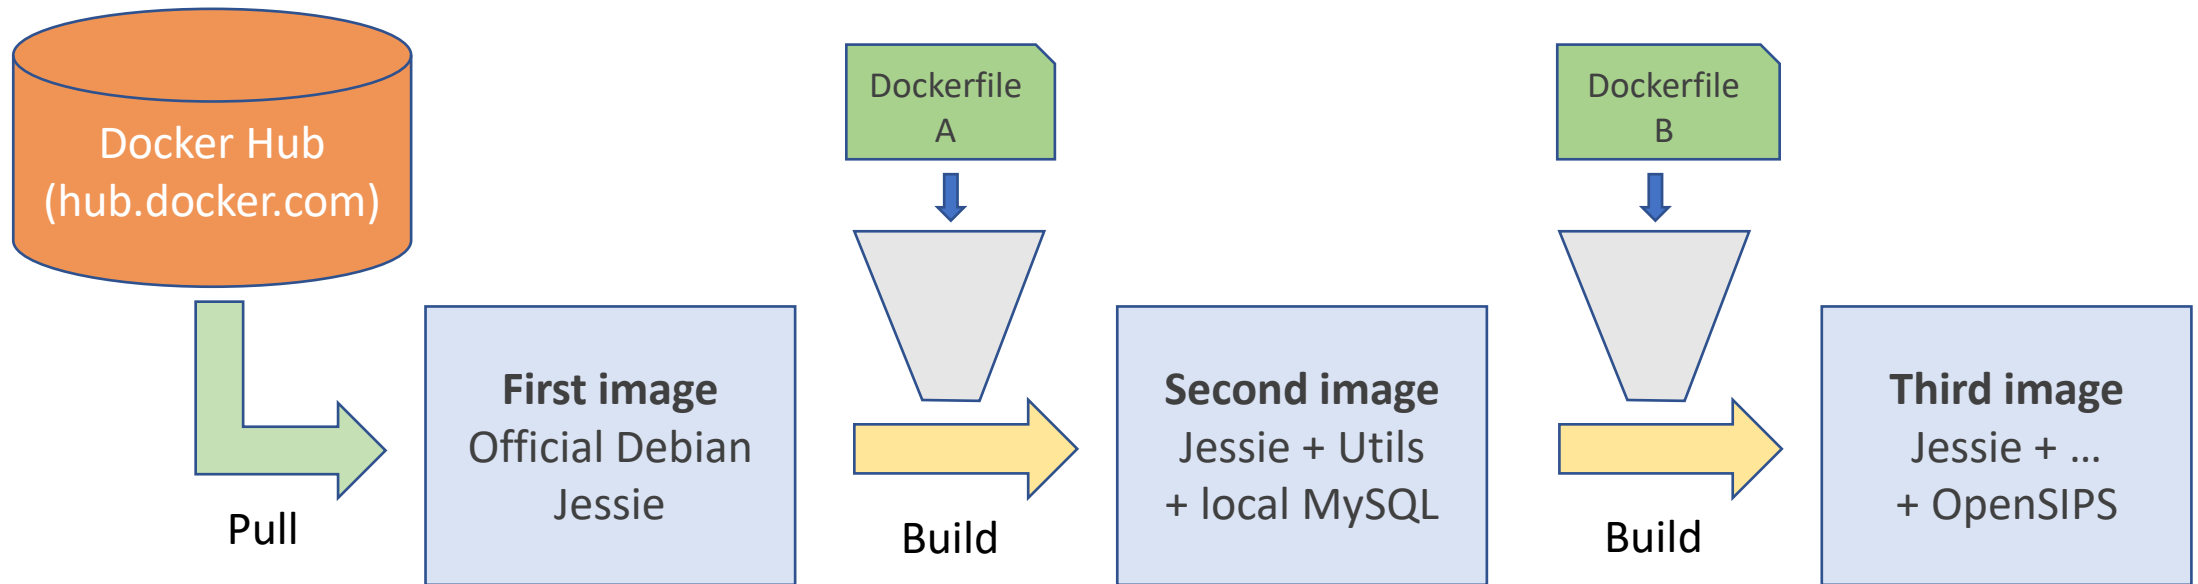 Docker Hub
(hub.docker.com)
Pull
First image
Official Debian
Jessie
Dockerfile
A
Build
Second image
Jessie + Utils
+ local MySQL
Dockerfile
B
Build
Third image
Jessie + ...
+ OpenSIPS